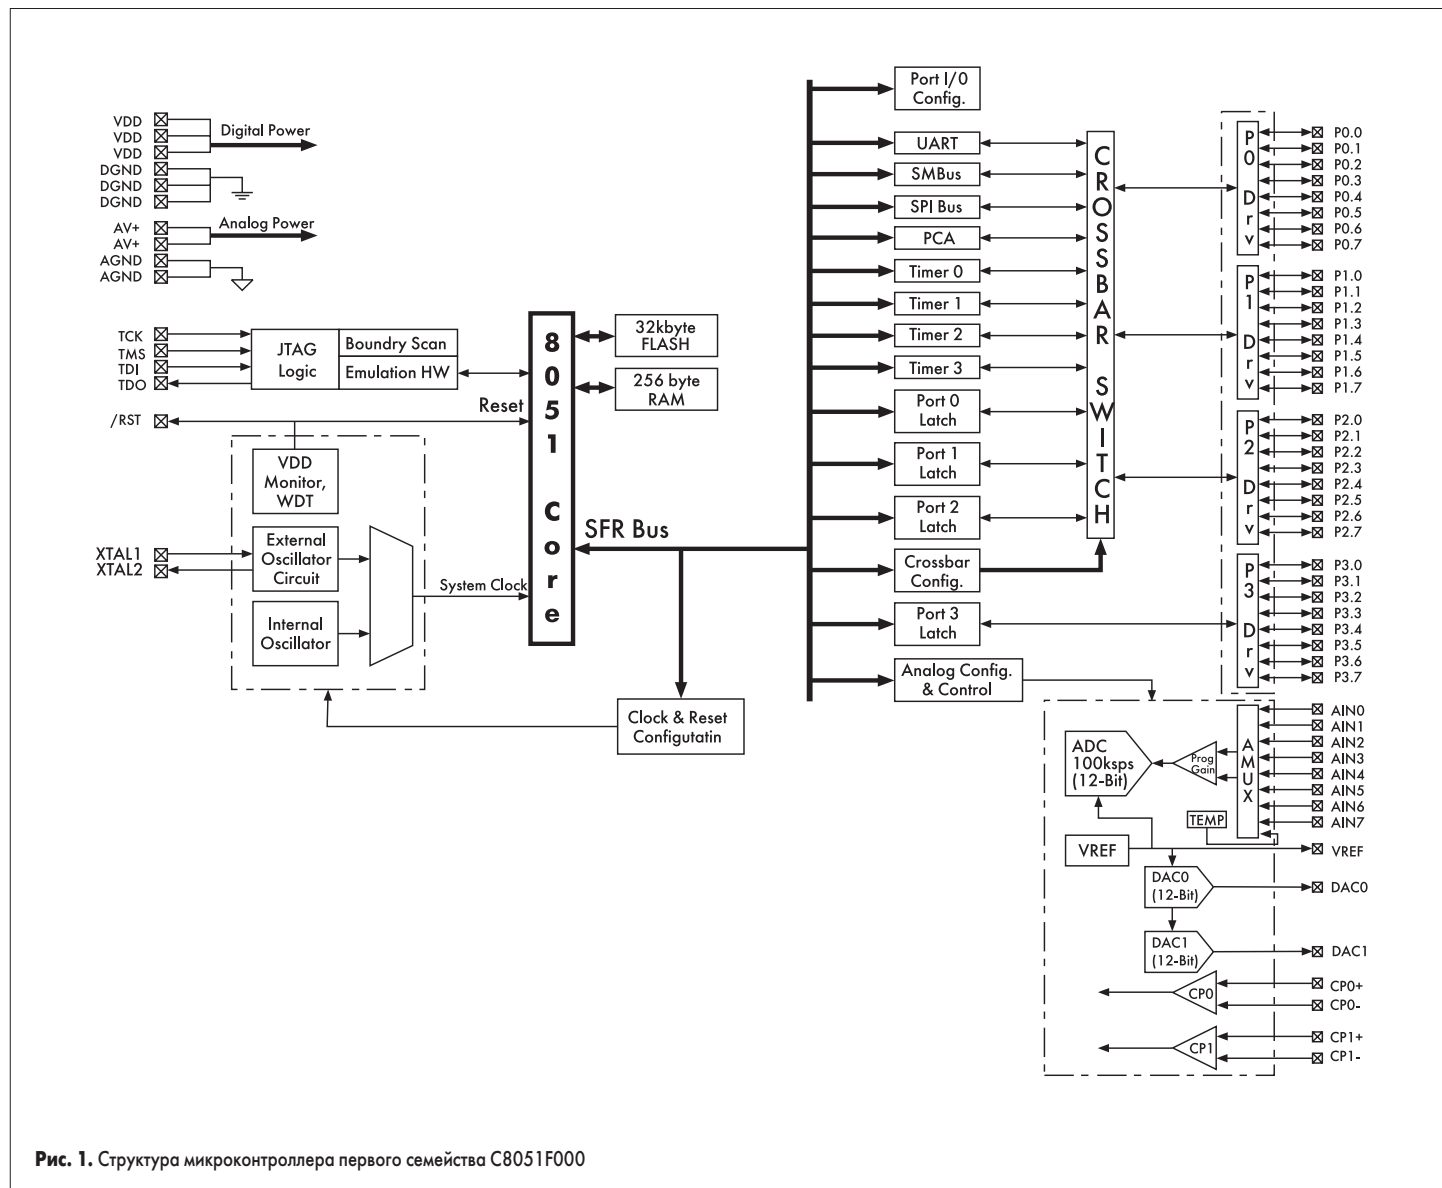 VDD
VDD
VDD
DGND
DGND
DGND
Digital Power
AV+
AV+
AGND
AGND
Analog Power
TCK
TMS
TDI
TDO
JTAG
Logic
Boundry Scan
Emulation HW
/RST
Reset
VDD
Monitor,
WDT
XTAL1
XTAL2
External
Oscillator
Circuit
Internal
Oscillator
System Clock
8051 Core
32kbyte
FLASH
256 byte
RAM
SFR Bus
Clock & Reset
Configutatin
Port I/0
Config.
UART
SMBus
SPI Bus
PCA
Timer 0
Timer 1
Timer 2
Timer 3
Port 0
Latch
Port 1
Latch
Port 2
Latch
Crossbar
Config.
Port 3
Latch
Analog Config.
& Control
CROSSBAR SWITCH
P0 Drv
P0.0
P0.1
P0.2
P0.3
P0.4
P0.5
P0.6
P0.7
P1 Drv
P1.0
P1.1
P1.2
P1.3
P1.4
P1.5
P1.6
P1.7
P2 Drv
P2.0
P2.1
P2.2
P2.3
P2.4
P2.5
P2.6
P2.7
P3 Drv
P3.0
P3.1
P3.2
P3.3
P3.4
P3.5
P3.6
P3.7
ADC
100ksps
(12-Bit)
Prog
Gain
AMUX
AIN0
AIN1
AIN2
AIN3
AIN4
AIN5
AIN6
AIN7
TEMP
VREF
VREF
DAC0
(12-Bit)
DAC0
DAC1
(12-Bit)
DAC1
CP0
CP0+
CP0-
CP1
CP1+
CP1-
Рис. 1. Структура микроконтроллера первого семейства C8051F000